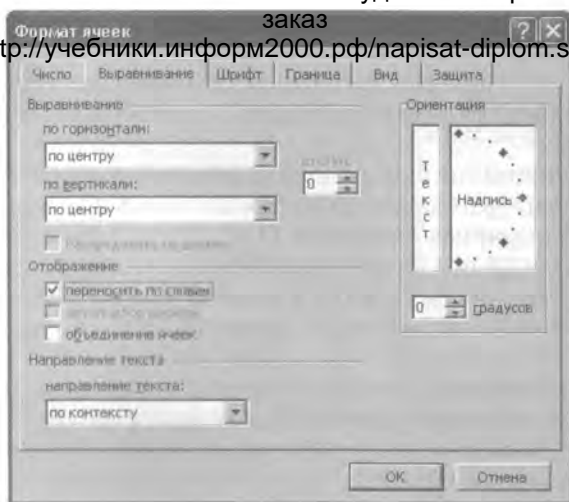 заказ
Формат ячеек
tp://учебники.информ2000.рф/napisat-diplom.s
Число Выравнивание Шрифт Граница Вид Защита
Выравнивание
по горизонтали:
по центру
0
по вертикали:
по центру
Отображение
переносить по словам
объединение ячеек
Направление текста
направление текста:
по контексту
Ориентация
Текст
Надпись
0 градусов
ОК Отмена